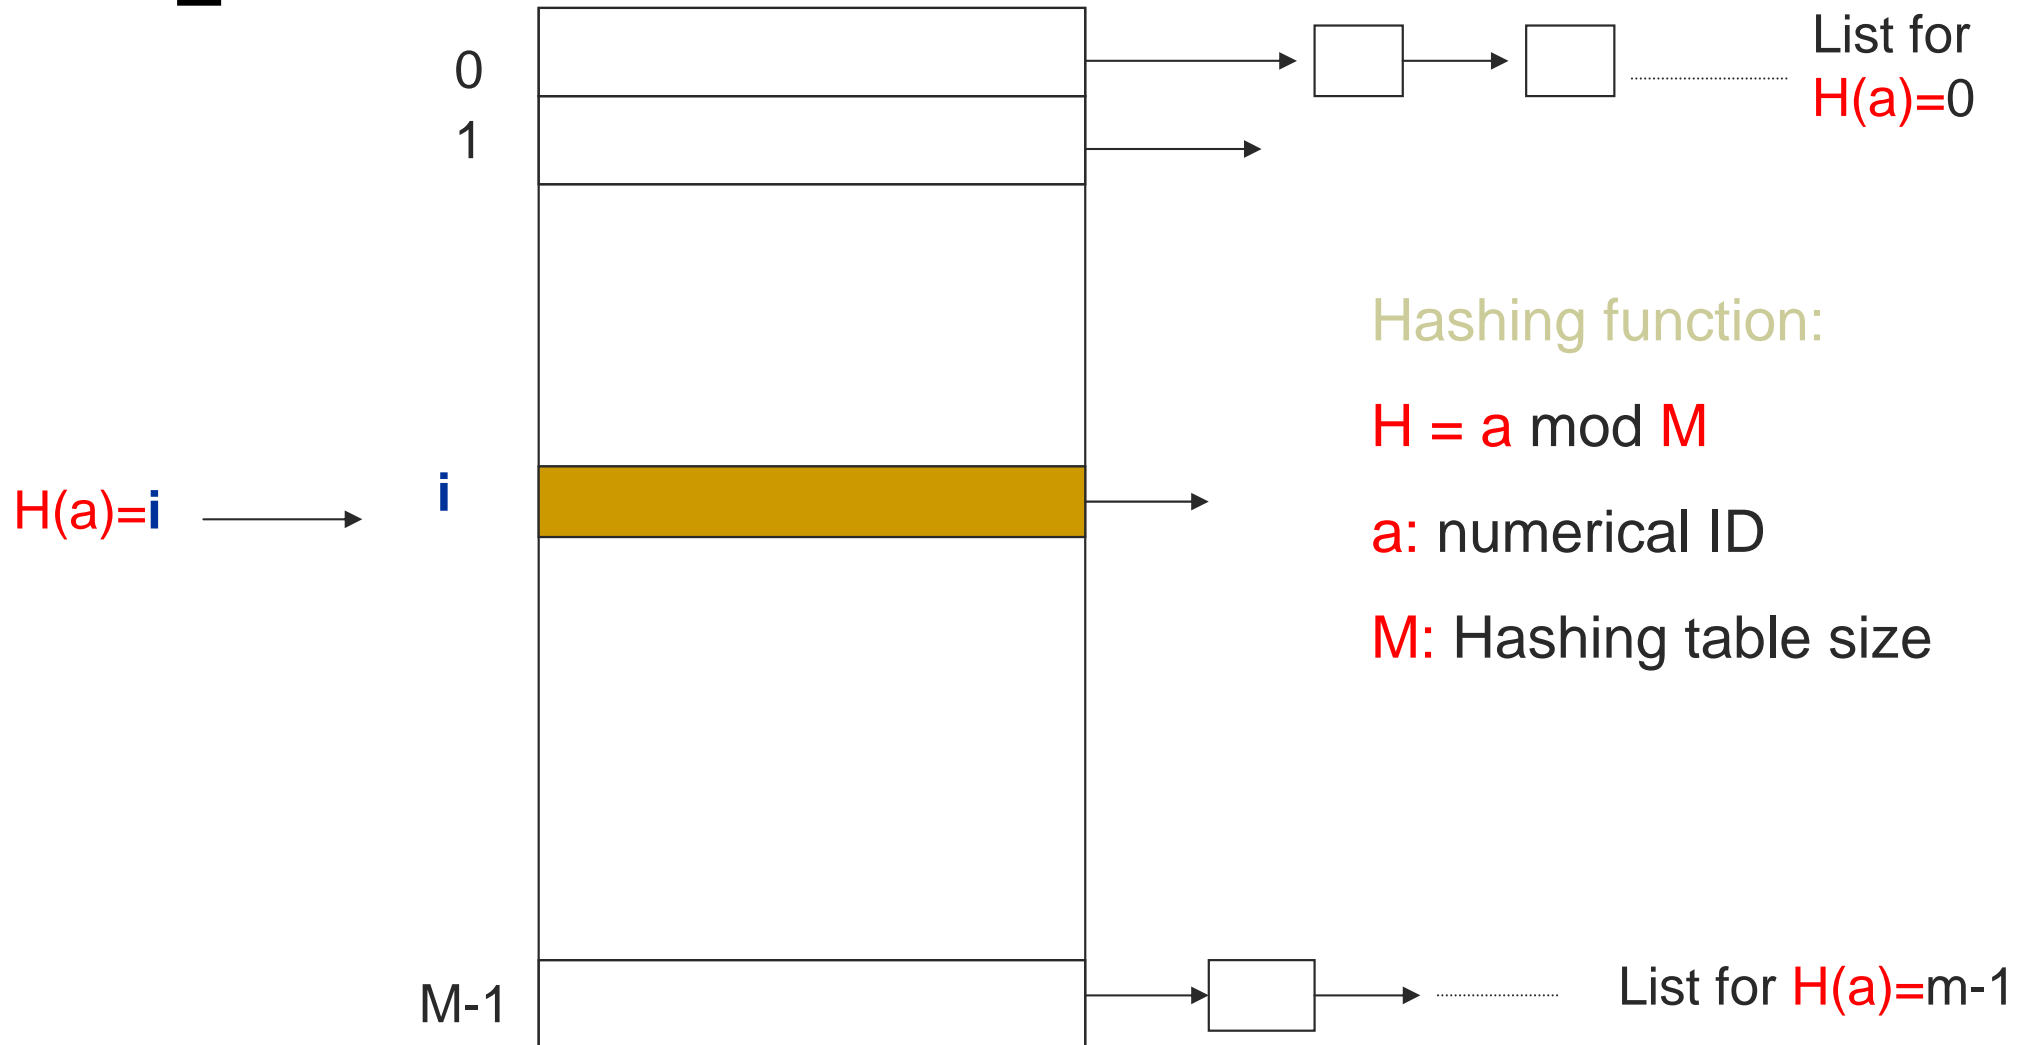 List for
0
H(a)=0
1
Hashing function:
H = a mod M
H(a)=i
i
a: numerical ID
M: Hashing table size
M-1
List for H(a)=m-1